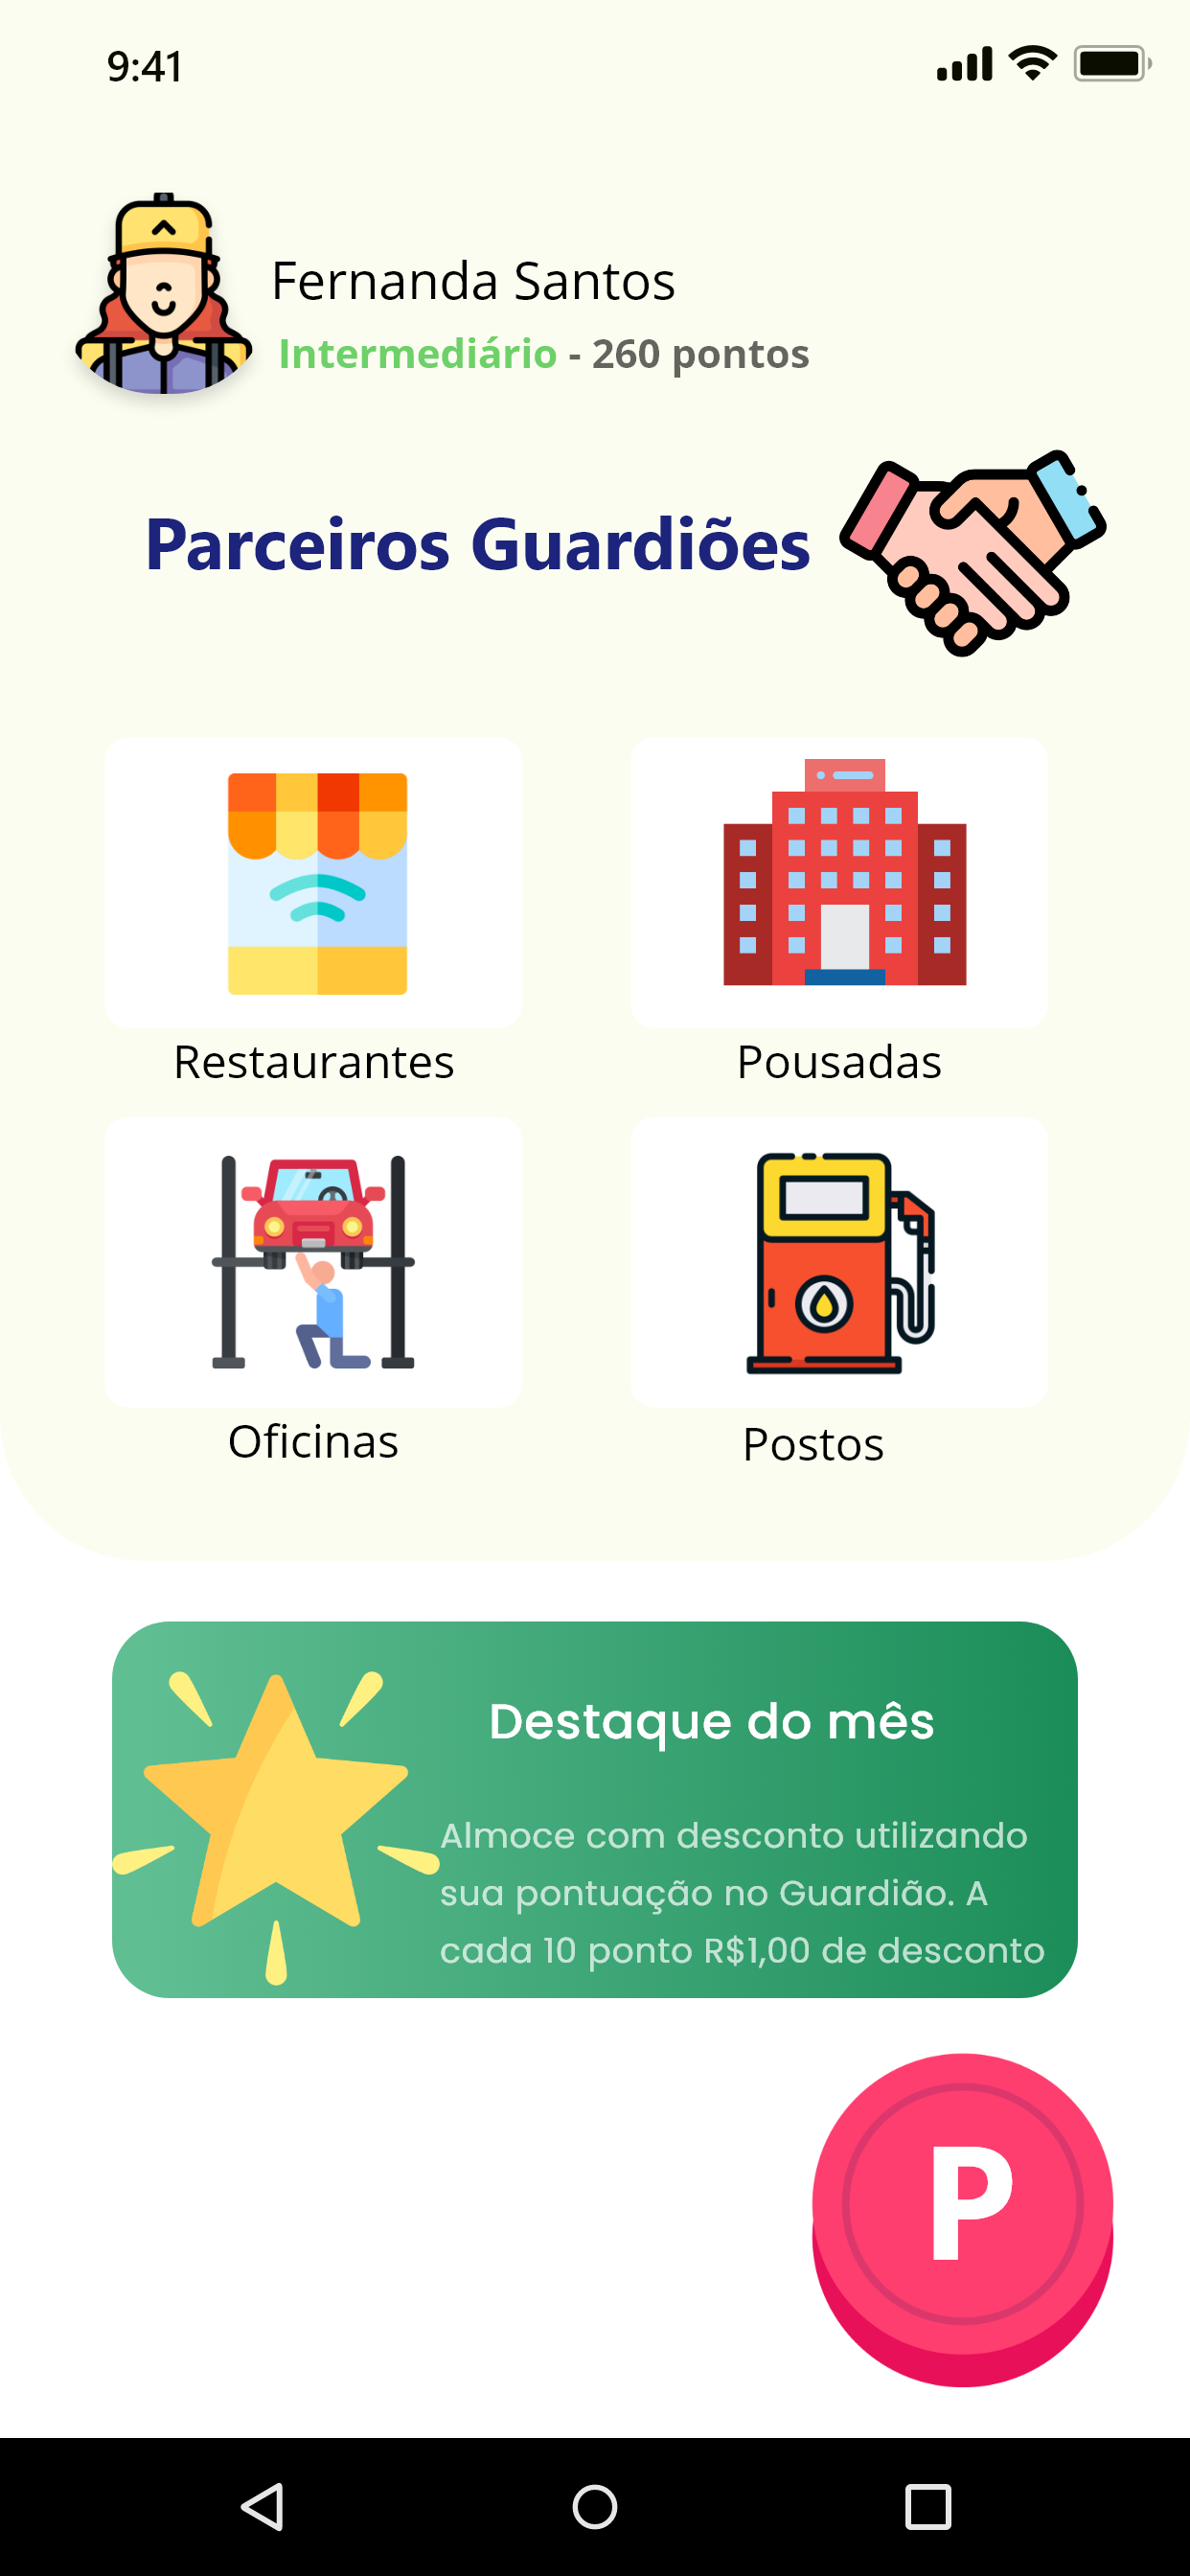 9:41
Fernanda Santos
Intermediário - 260 pontos
Parceiros Guardiões
Restaurantes
Pousadas
Oficinas
Postos
Destaque do mês
Almoce com desconto utilizando
sua pontuação no Guardião. A
cada 10 ponto R$1,00 de desconto
P